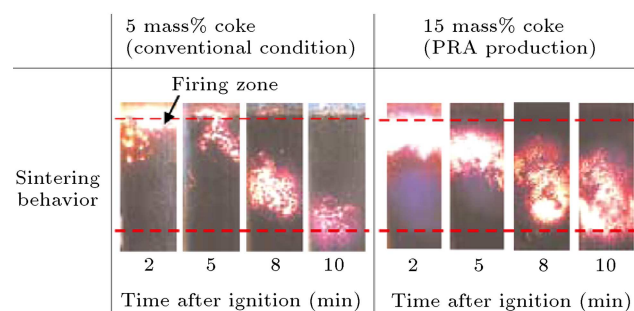 5 mass% coke
(conventional condition)
15 mass% coke
(PRA production)
Firing zone
Sintering
behavior
2 5 8 10
2 5 8 10
Time after ignition (min)
Time after ignition (min)